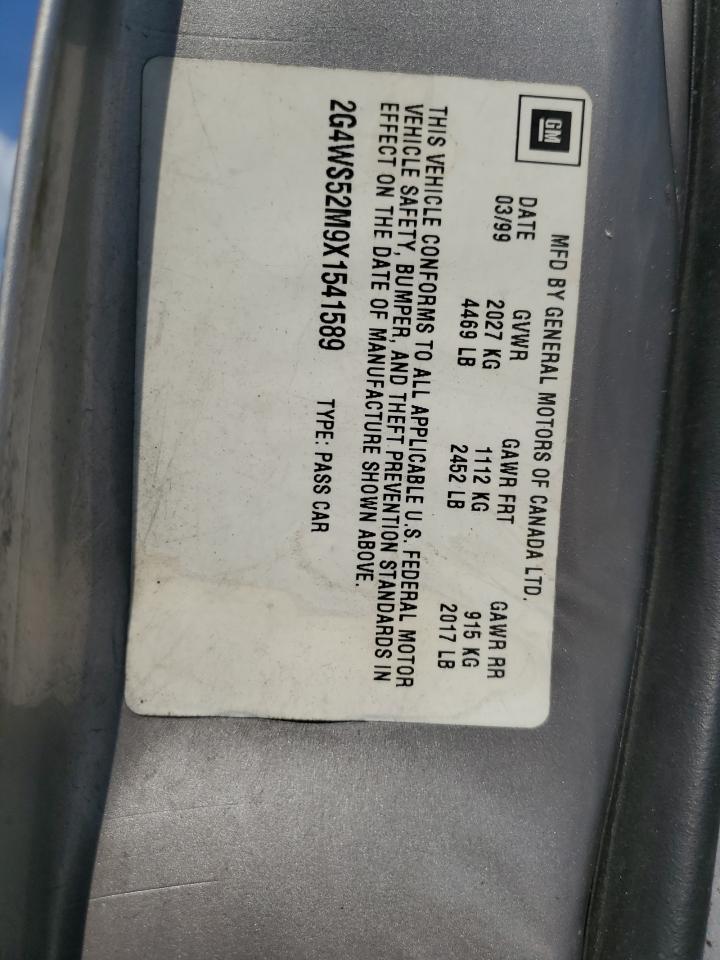 GM
MFD BY GENERAL MOTORS OF CANADA LTD.
DATE GVWR GAWR FRT GAWR RR
03/99 2027 KG 1112 KG 915 KG
4469 LB 2452 LB 2017 LB
THIS VEHICLE CONFORMS TO ALL APPLICABLE U.S. FEDERAL MOTOR
VEHICLE SAFETY, BUMPER, AND THEFT PREVENTION STANDARDS IN
EFFECT ON THE DATE OF MANUFACTURE SHOWN ABOVE.
2G4WS52M9X1541589 TYPE: PASS CAR